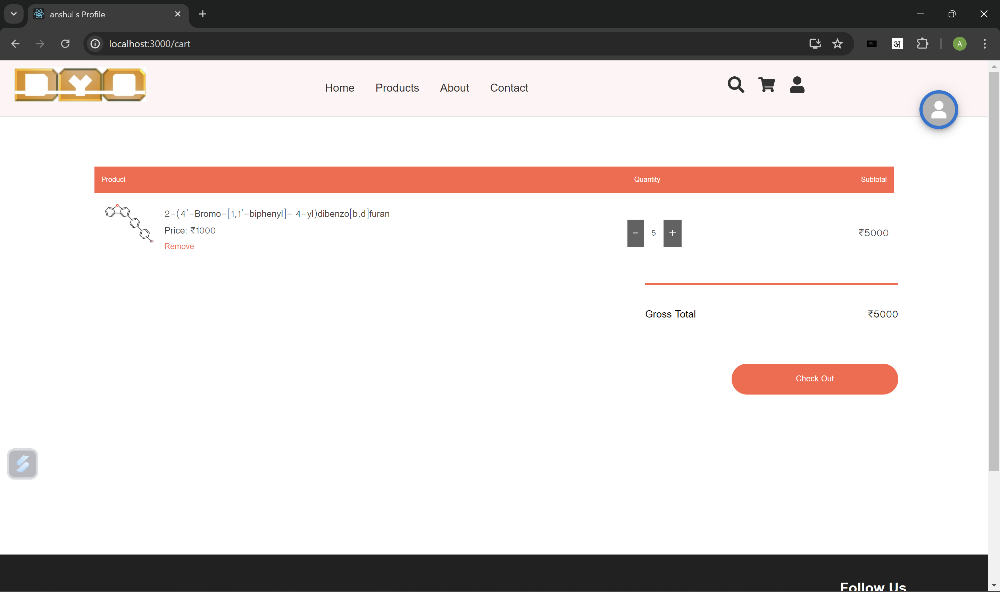 anshul's Profile
localhost:3000/cart
अ
A
DYO
Home Products About Contact
Product Quantity Subtotal
O
Br
2-(4'-Bromo-[1,1'-biphenyl]- 4-yl)dibenzo[b,d]furan
Price: ₹1000
Remove
- 5 + ₹5000
Gross Total ₹5000
Check Out
Follow Us